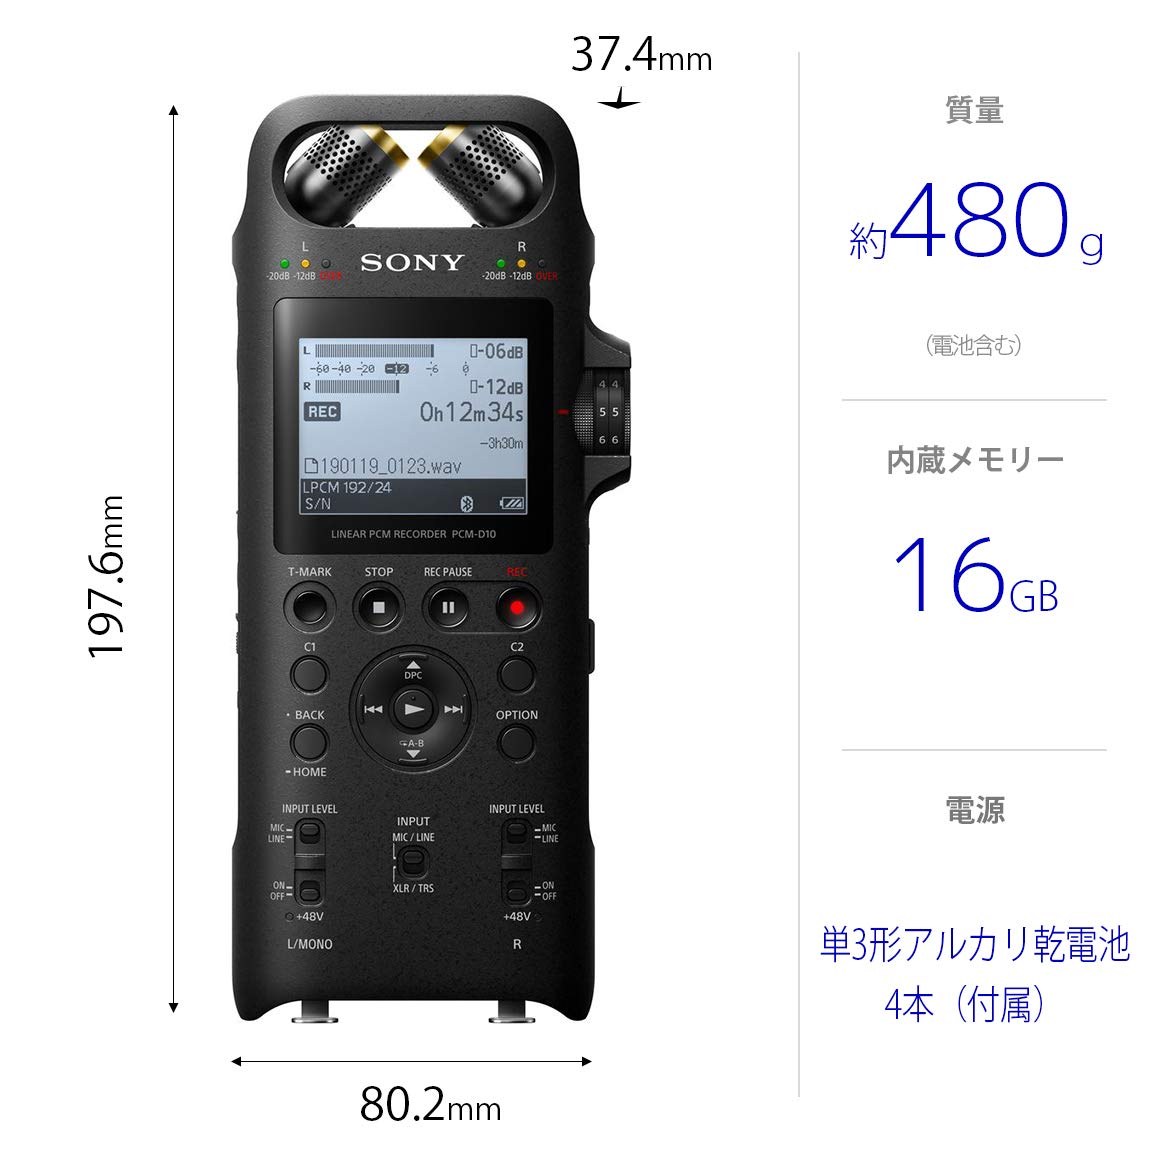 37.4mm
197.6mm
80.2mm
L
R
-20dB -12dB OVER
SONY
-20dB -12dB OVER
L
-06dB
-60 -40 -20 -12 -6 0
R
-12dB
REC
0h12m34s
-3h30m
190119_0123.wav
LPCM 192/24
S/N
4 4
5 5
6 6
LINEAR PCM RECORDER PCM-D10
T-MARK STOP REC PAUSE REC
C1
C2
DPC
• BACK
OPTION
A-B
HOME
INPUT LEVEL
INPUT
INPUT LEVEL
MIC
LINE
MIC / LINE
MIC
LINE
XLR / TRS
ON
OFF
ON
OFF
+48V
+48V
L/MONO
R
質量
約480g
(電池含む)
内蔵メモリー
16GB
電源
単3形アルカリ乾電池
4本（付属）